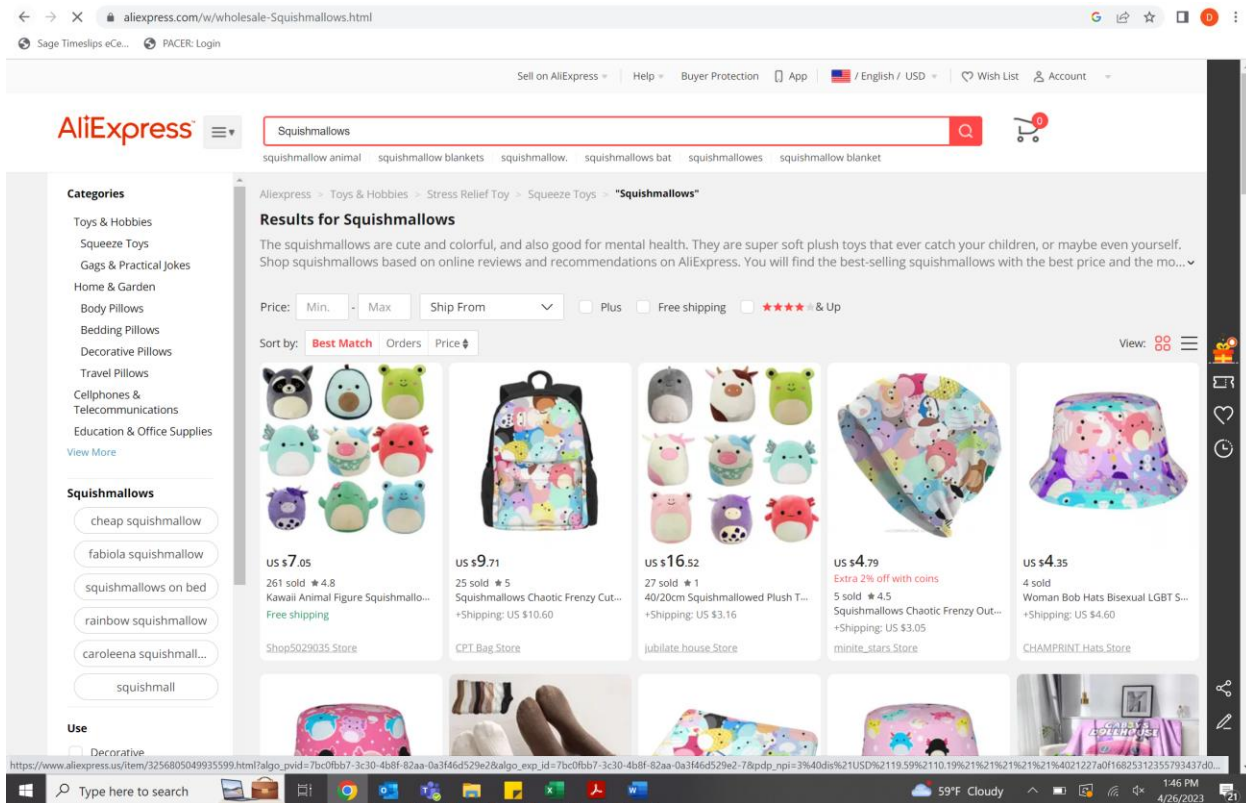 aliexpress.com/w/wholesale-Squishmallows.html
D
Sage Timeslips eCe... PACER: Login
Sell on AliExpress Help Buyer Protection App / English / USD Wish List Account
AliExpress
Squishmallows
0
squishmallow animal squishmallow blankets squishmallow. squishmallows bat squishmallowes squishmallow blanket
Categories
Toys & Hobbies
Squeeze Toys
Gags & Practical Jokes
Home & Garden
Body Pillows
Bedding Pillows
Decorative Pillows
Travel Pillows
Cellphones &
Telecommunications
Education & Office Supplies
View More
Squishmallows
cheap squishmallow
fabiola squishmallow
squishmallows on bed
rainbow squishmallow
caroleena squishmall...
squishmall
Use
Decorative
Aliexpress > Toys & Hobbies > Stress Relief Toy > Squeeze Toys > "Squishmallows"
Results for Squishmallows
The squishmallows are cute and colorful, and also good for mental health. They are super soft plush toys that ever catch your children, or maybe even yourself.
Shop squishmallows based on online reviews and recommendations on AliExpress. You will find the best-selling squishmallows with the best price and the mo...
Price: Min. - Max Ship From Plus Free shipping & Up
Sort by: Best Match Orders Price View:
US $7.05
261 sold ★ 4.8
Kawaii Animal Figure Squishmallo...
Free shipping
Shop5029035 Store
US $9.71
25 sold ★ 5
Squishmallows Chaotic Frenzy Cut...
+Shipping: US $10.60
CPT Bag Store
US $16.52
27 sold ★ 1
40/20cm Squishmallowed Plush T...
+Shipping: US $3.16
jubilate house Store
US $4.79
Extra 2% off with coins
5 sold ★ 4.5
Squishmallows Chaotic Frenzy Out...
+Shipping: US $3.05
minite_stars Store
US $4.35
4 sold
Woman Bob Hats Bisexual LGBT S...
+Shipping: US $4.60
CHAMPRINT Hats Store
GABBY'S
DOLLHOUSE
Type here to search
59°F Cloudy
1:46 PM
4/26/2023
21